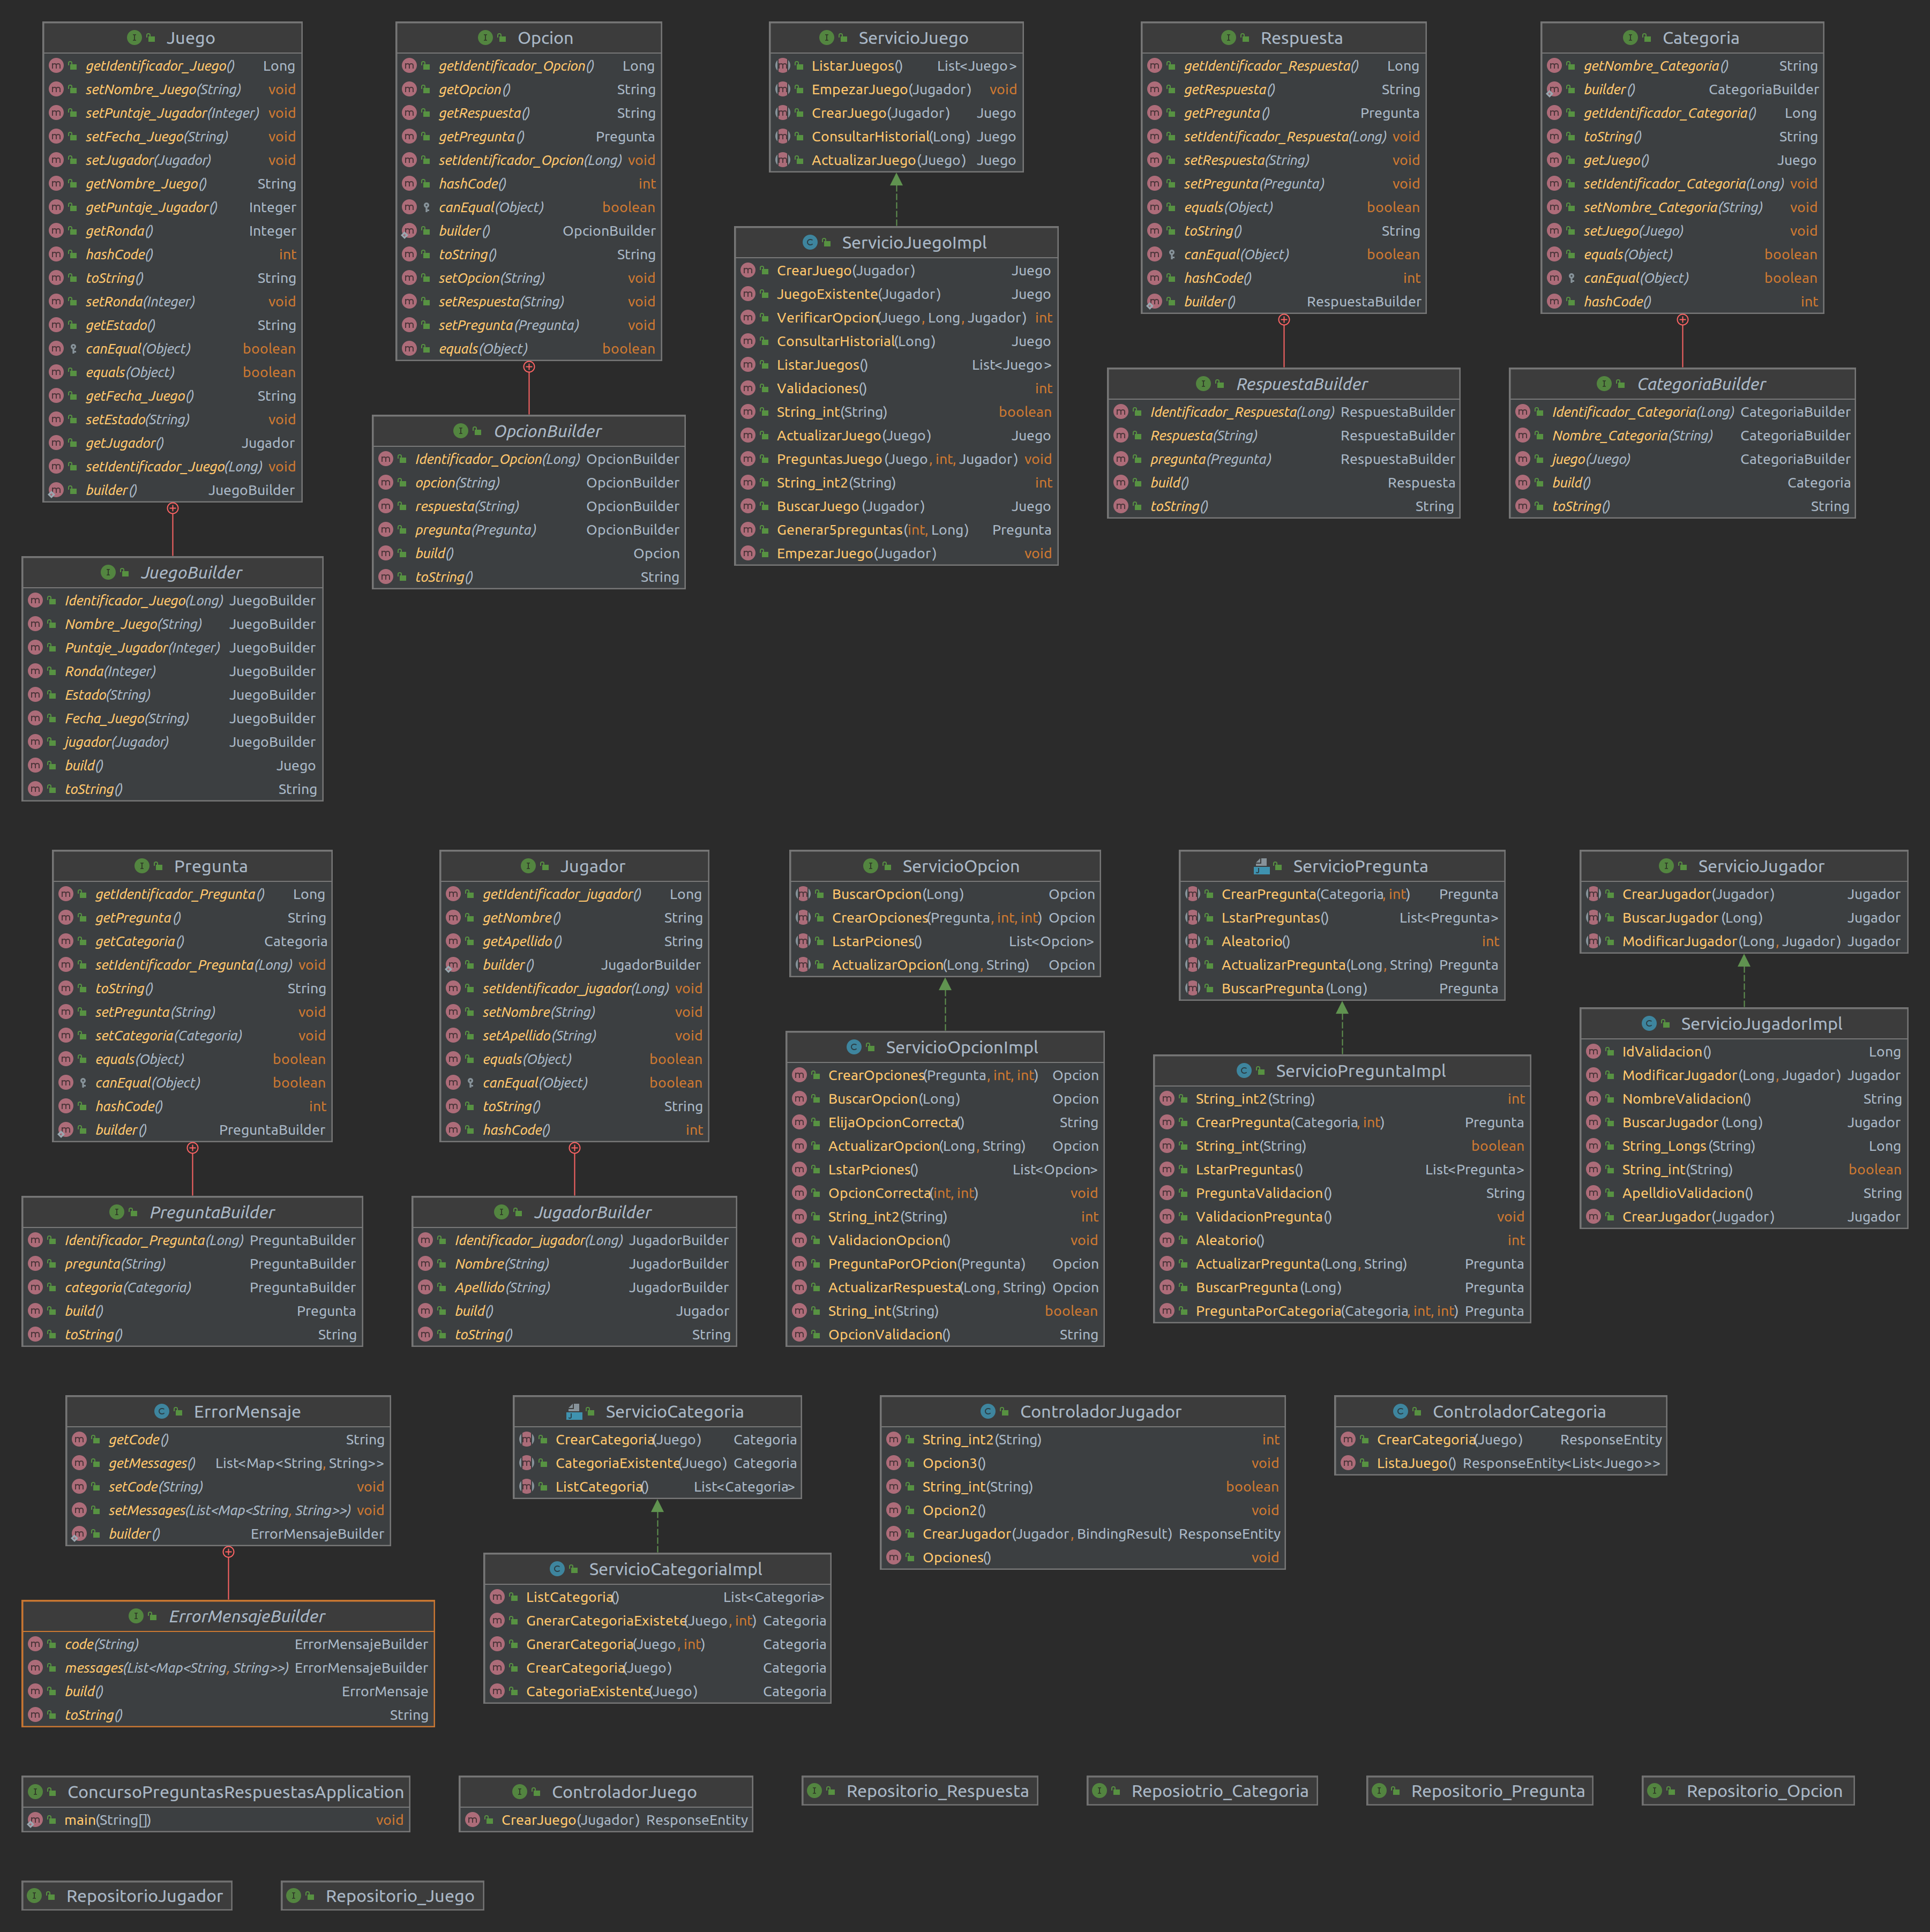 Juego
getIdentificador_Juego() Long
setNombre_Juego(String) void
setPuntaje_Jugador(Integer) void
setFecha_Juego(String) void
setJugador(Jugador) void
getNombre_Juego() String
getPuntaje_Jugador() Integer
getRonda() Integer
hashCode() int
toString() String
setRonda(Integer) void
getEstado() String
canEqual(Object) boolean
equals(Object) boolean
getFecha_Juego() String
setEstado(String) void
getJugador() Jugador
setIdentificador_Juego(Long) void
builder() JuegoBuilder
JuegoBuilder
Identificador_Juego(Long) JuegoBuilder
Nombre_Juego(String) JuegoBuilder
Puntaje_Jugador(Integer) JuegoBuilder
Ronda(Integer) JuegoBuilder
Estado(String) JuegoBuilder
Fecha_Juego(String) JuegoBuilder
jugador(Jugador) JuegoBuilder
build() Juego
toString() String
Opcion
getIdentificador_Opcion() Long
getOpcion() String
getRespuesta() String
getPregunta() Pregunta
setIdentificador_Opcion(Long) void
hashCode() int
canEqual(Object) boolean
builder() OpcionBuilder
toString() String
setOpcion(String) void
setRespuesta(String) void
setPregunta(Pregunta) void
equals(Object) boolean
OpcionBuilder
Identificador_Opcion(Long) OpcionBuilder
opcion(String) OpcionBuilder
respuesta(String) OpcionBuilder
pregunta(Pregunta) OpcionBuilder
build() Opcion
toString() String
ServicioJuego
ListarJuegos() List<Juego>
EmpezarJuego(Jugador) void
CrearJuego(Jugador) Juego
ConsultarHistorial(Long) Juego
ActualizarJuego(Juego) Juego
ServicioJuegoImpl
CrearJuego(Jugador) Juego
JuegoExistente(Jugador) Juego
VerificarOpcion(Juego, Long, Jugador) int
ConsultarHistorial(Long) Juego
ListarJuegos() List<Juego>
Validaciones() int
String_int(String) boolean
ActualizarJuego(Juego) Juego
PreguntasJuego(Juego, int, Jugador) void
String_int2(String) int
BuscarJuego(Jugador) Juego
Generar5preguntas(int, Long) Pregunta
EmpezarJuego(Jugador) void
Respuesta
getIdentificador_Respuesta() Long
getRespuesta() String
getPregunta() Pregunta
setIdentificador_Respuesta(Long) void
setRespuesta(String) void
setPregunta(Pregunta) void
equals(Object) boolean
toString() String
canEqual(Object) boolean
hashCode() int
builder() RespuestaBuilder
RespuestaBuilder
Identificador_Respuesta(Long) RespuestaBuilder
Respuesta(String) RespuestaBuilder
pregunta(Pregunta) RespuestaBuilder
build() Respuesta
toString() String
Categoria
getNombre_Categoria() String
builder() CategoriaBuilder
getIdentificador_Categoria() Long
toString() String
getJuego() Juego
setIdentificador_Categoria(Long) void
setNombre_Categoria(String) void
setJuego(Juego) void
equals(Object) boolean
canEqual(Object) boolean
hashCode() int
CategoriaBuilder
Identificador_Categoria(Long) CategoriaBuilder
Nombre_Categoria(String) CategoriaBuilder
juego(Juego) CategoriaBuilder
build() Categoria
toString() String
Pregunta
getIdentificador_Pregunta() Long
getPregunta() String
getCategoria() Categoria
setIdentificador_Pregunta(Long) void
toString() String
setPregunta(String) void
setCategoria(Categoria) void
equals(Object) boolean
canEqual(Object) boolean
hashCode() int
builder() PreguntaBuilder
PreguntaBuilder
Identificador_Pregunta(Long) PreguntaBuilder
pregunta(String) PreguntaBuilder
categoria(Categoria) PreguntaBuilder
build() Pregunta
toString() String
Jugador
getIdentificador_jugador() Long
getNombre() String
getApellido() String
builder() JugadorBuilder
setIdentificador_jugador(Long) void
setNombre(String) void
setApellido(String) void
equals(Object) boolean
canEqual(Object) boolean
toString() String
hashCode() int
JugadorBuilder
Identificador_jugador(Long) JugadorBuilder
Nombre(String) JugadorBuilder
Apellido(String) JugadorBuilder
build() Jugador
toString() String
ServicioOpcion
BuscarOpcion(Long) Opcion
CrearOpciones(Pregunta, int, int) Opcion
LstarPciones() List<Opcion>
ActualizarOpcion(Long, String) Opcion
ServicioOpcionImpl
CrearOpciones(Pregunta, int, int) Opcion
BuscarOpcion(Long) Opcion
ElijaOpcionCorrecta() String
ActualizarOpcion(Long, String) Opcion
LstarPciones() List<Opcion>
OpcionCorrecta(int, int) void
String_int2(String) int
ValidacionOpcion() void
PreguntaPorOPcion(Pregunta) Opcion
ActualizarRespuesta(Long, String) Opcion
String_int(String) boolean
OpcionValidacion() String
ServicioPregunta
CrearPregunta(Categoria, int) Pregunta
LstarPreguntas() List<Pregunta>
Aleatorio() int
ActualizarPregunta(Long, String) Pregunta
BuscarPregunta(Long) Pregunta
ServicioPreguntaImpl
String_int2(String) int
CrearPregunta(Categoria, int) Pregunta
String_int(String) boolean
LstarPreguntas() List<Pregunta>
PreguntaValidacion() String
ValidacionPregunta() void
Aleatorio() int
ActualizarPregunta(Long, String) Pregunta
BuscarPregunta(Long) Pregunta
PreguntaPorCategoria(Categoria, int, int) Pregunta
ServicioJugador
CrearJugador(Jugador) Jugador
BuscarJugador(Long) Jugador
ModificarJugador(Long, Jugador) Jugador
ServicioJugadorImpl
IdValidacion() Long
ModificarJugador(Long, Jugador) Jugador
NombreValidacion() String
BuscarJugador(Long) Jugador
String_Longs(String) Long
String_int(String) boolean
ApelldioValidacion() String
CrearJugador(Jugador) Jugador
ErrorMensaje
getCode() String
getMessages() List<Map<String, String>>
setCode(String) void
setMessages(List<Map<String, String>>) void
builder() ErrorMensajeBuilder
ErrorMensajeBuilder
code(String) ErrorMensajeBuilder
messages(List<Map<String, String>>) ErrorMensajeBuilder
build() ErrorMensaje
toString() String
ServicioCategoria
CrearCategoria(Juego) Categoria
CategoriaExistente(Juego) Categoria
ListCategoria() List<Categoria>
ServicioCategoriaImpl
ListCategoria() List<Categoria>
GnerarCategoriaExistete(Juego, int) Categoria
GnerarCategoria(Juego, int) Categoria
CrearCategoria(Juego) Categoria
CategoriaExistente(Juego) Categoria
ControladorJugador
String_int2(String) int
Opcion3() void
String_int(String) boolean
Opcion2() void
CrearJugador(Jugador, BindingResult) ResponseEntity
Opciones() void
ControladorCategoria
CrearCategoria(Juego) ResponseEntity
ListaJuego() ResponseEntity<List<Juego>>
ConcursoPreguntasRespuestasApplication
main(String[]) void
ControladorJuego
CrearJuego(Jugador) ResponseEntity
Repositorio_Respuesta
Reposiotrio_Categoria
Repositorio_Pregunta
Repositorio_Opcion
RepositorioJugador
Repositorio_Juego